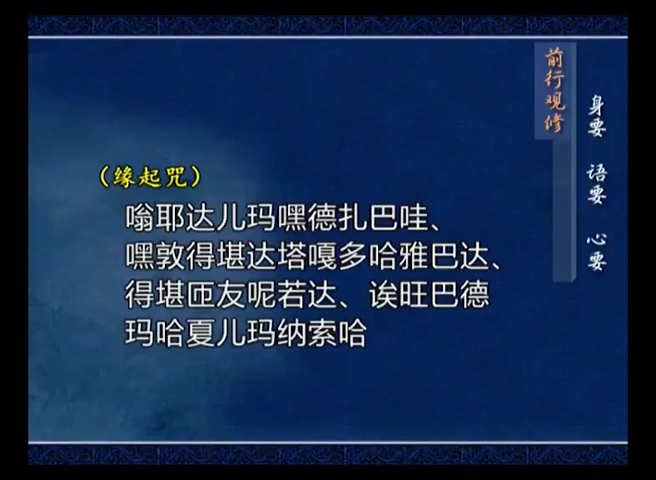 前行观修
身要 语要 心要
（缘起咒）
嗡耶达儿玛嘿德扎巴哇、
嘿敦得堪达塔嘎多哈雅巴达、
得堪匝友呢若达、诶旺巴德
玛哈夏儿玛纳索哈